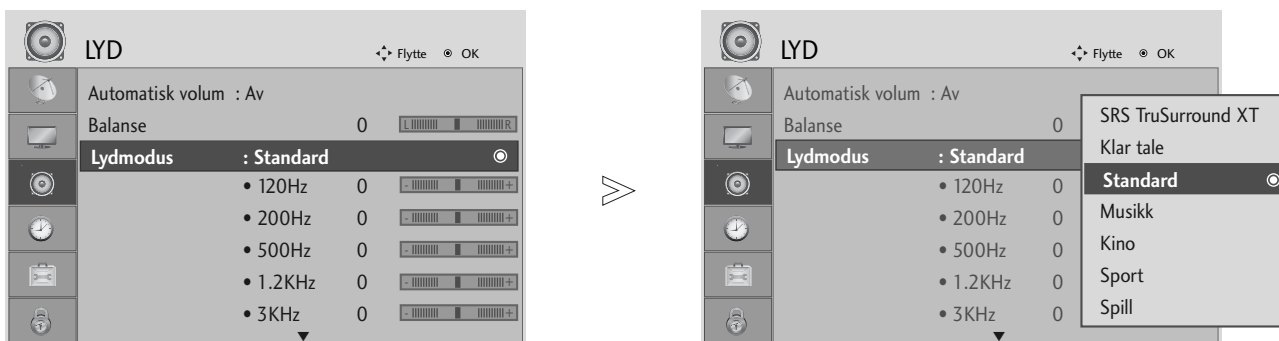 LYD
Flytte OK
Automatisk volum : Av
Balanse 0 L R
Lydmodus : Standard
• 120Hz 0 - +
• 200Hz 0 - +
• 500Hz 0 - +
• 1.2KHz 0 - +
• 3KHz 0 - +
LYD
Flytte OK
Automatisk volum : Av
Balanse 0
Lydmodus : Standard
• 120Hz 0
• 200Hz 0
• 500Hz 0
• 1.2KHz 0
• 3KHz 0
SRS TruSurround XT
Klar tale
Standard
Musikk
Kino
Sport
Spill